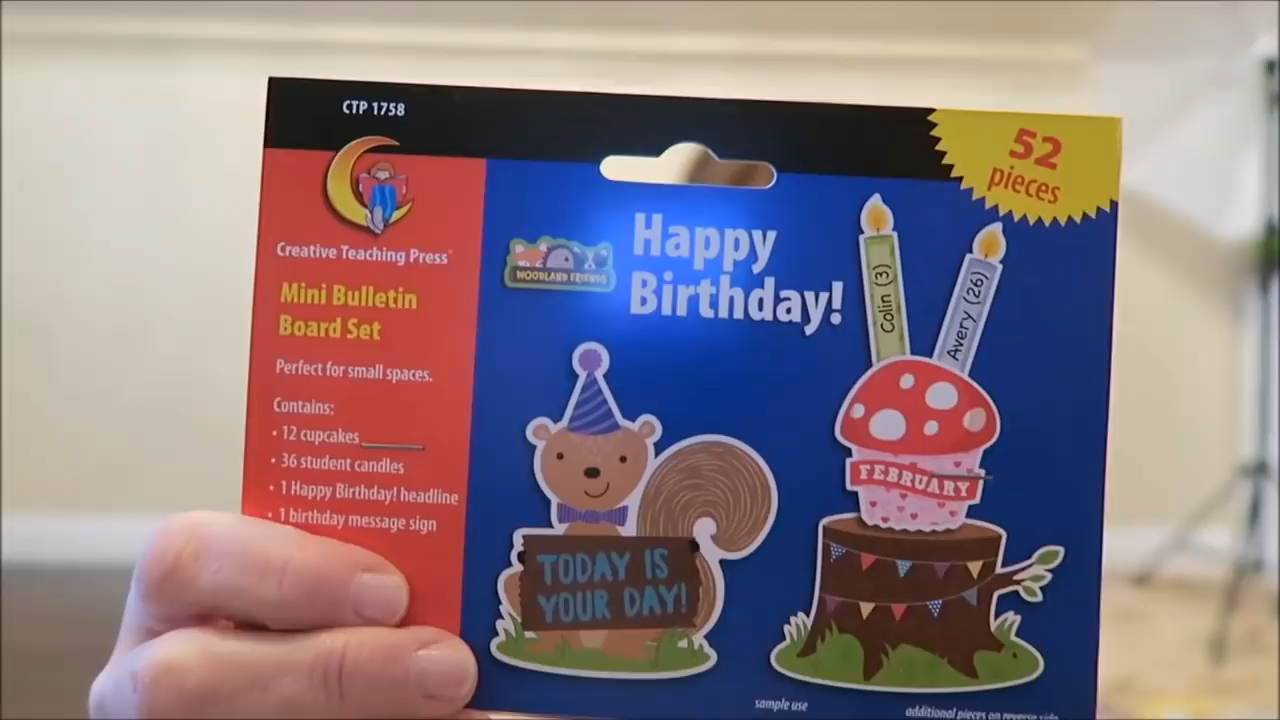 CTP 1758
52
pieces
Creative Teaching Press®
Mini Bulletin
Board Set
Perfect for small spaces.
Contains:
• 12 cupcakes
• 36 student candles
• 1 Happy Birthday! headline
• 1 birthday message sign
WOODLAND FRIENDS
Happy
Birthday!
Colin (3)
Avery (26)
FEBRUARY
TODAY IS
YOUR DAY!
sample use
additional pieces on reverse side